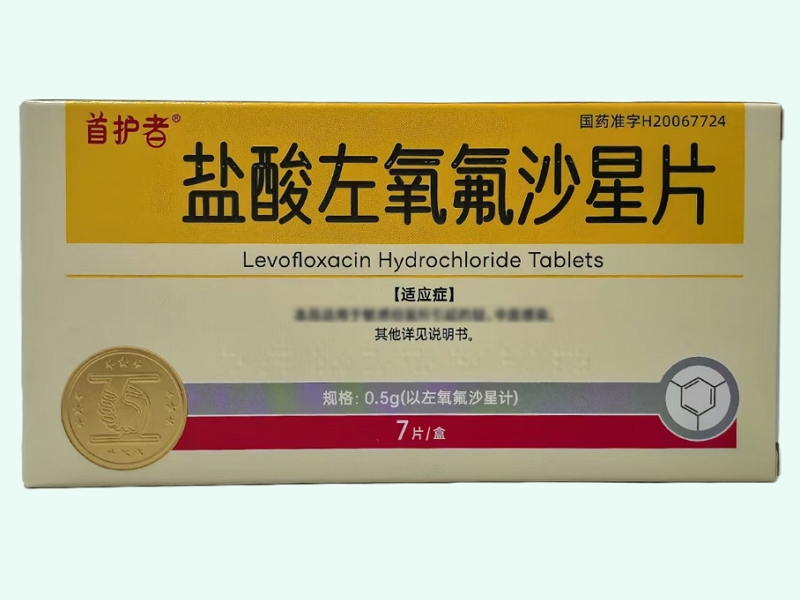 首护者®
国药准字H20067724
盐酸左氧氟沙星片
Levofloxacin Hydrochloride Tablets
【适应症】
其他详见说明书。
规格：0.5g(以左氧氟沙星计)
7片/盒